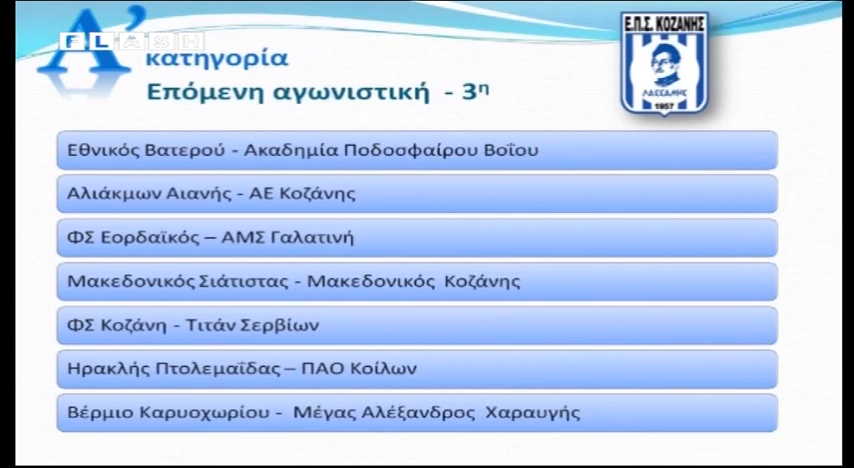 FLASH
Ε.Π.Σ. ΚΟΖΑΝΗΣ
Α' κατηγορία
ΛΑΣΣΑΝΗΣ
1957
Επόμενη αγωνιστική - 3η
Εθνικός Βατερού - Ακαδημία Ποδοσφαίρου Βοΐου
Αλιάκμων Αιανής - ΑΕ Κοζάνης
ΦΣ Εορδαϊκός – ΑΜΣ Γαλατινή
Μακεδονικός Σιάτιστας - Μακεδονικός Κοζάνης
ΦΣ Κοζάνη - Τιτάν Σερβίων
Ηρακλής Πτολεμαΐδας – ΠΑΟ Κοίλων
Βέρμιο Καρυοχωρίου - Μέγας Αλέξανδρος Χαραυγής